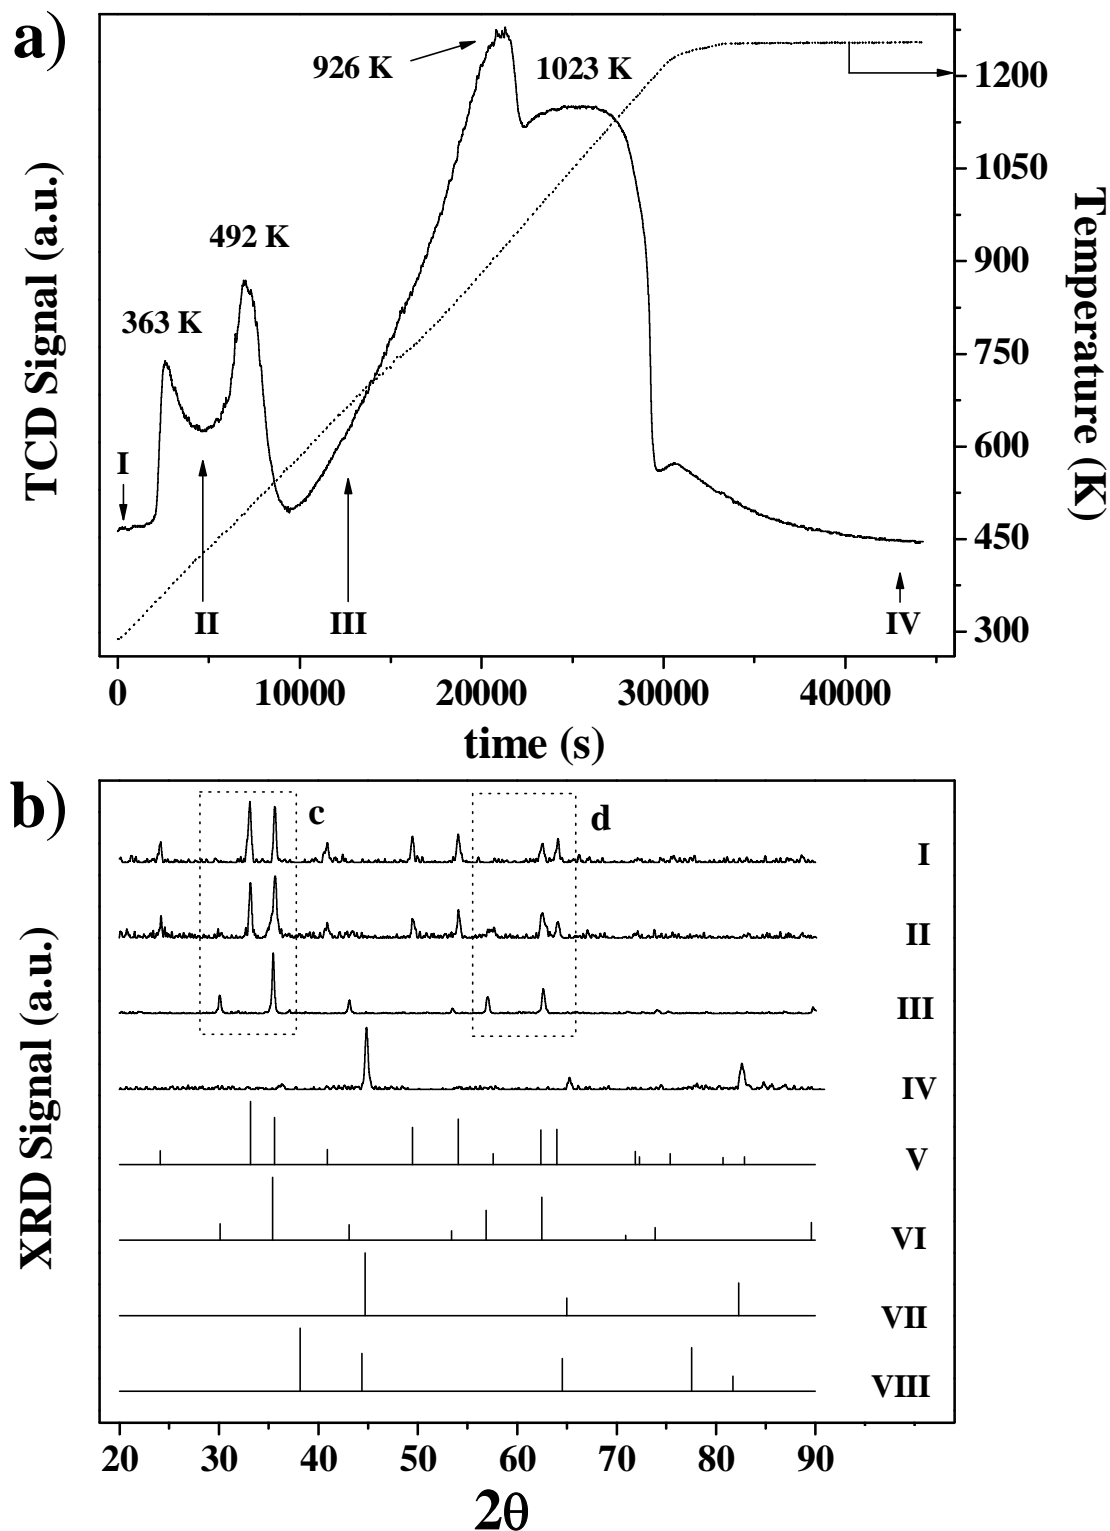 a)
926 K
1023 K
492 K
363 K
I
II
III
IV
TCD Signal (a.u.)
1200
1050
900
750
600
450
300
Temperature (K)
0 10000 20000 30000 40000
time (s)
b)
c
d
I
II
III
IV
V
VI
VII
VIII
XRD Signal (a.u.)
20 30 40 50 60 70 80 90
2θ